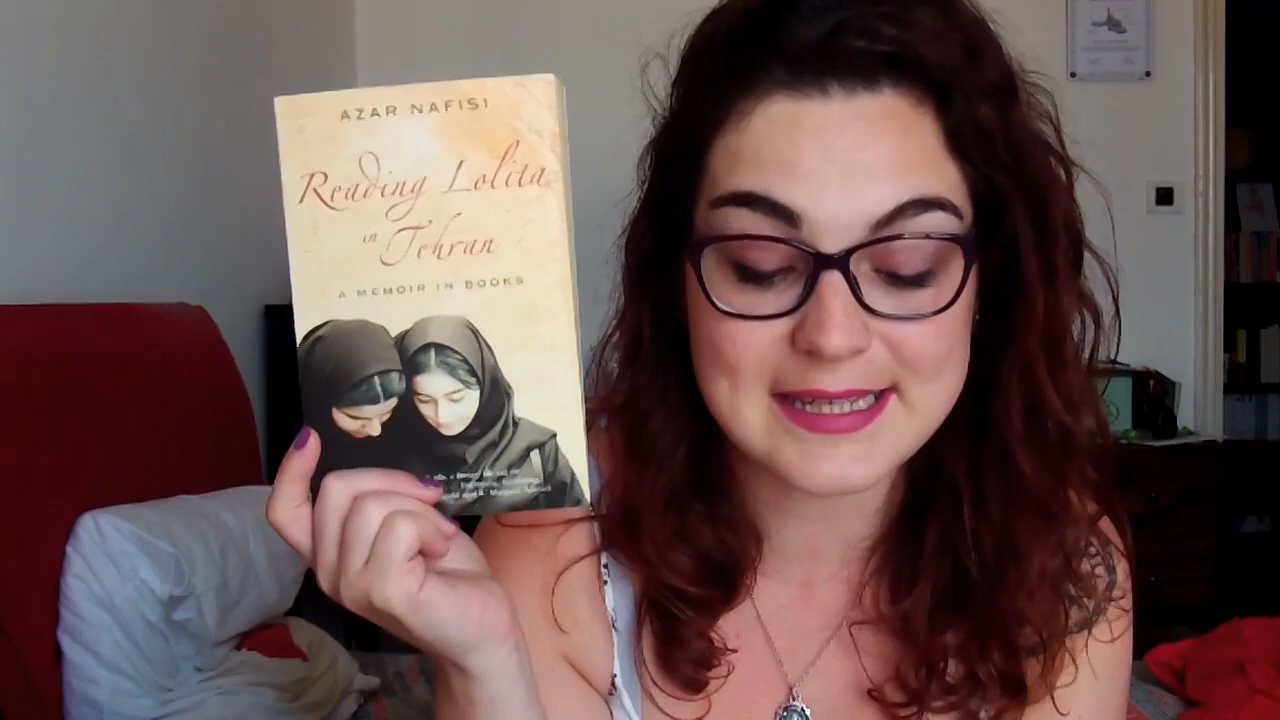 AZAR NAFISI
Reading Lolita
in Tehran
A MEMOIR IN BOOKS